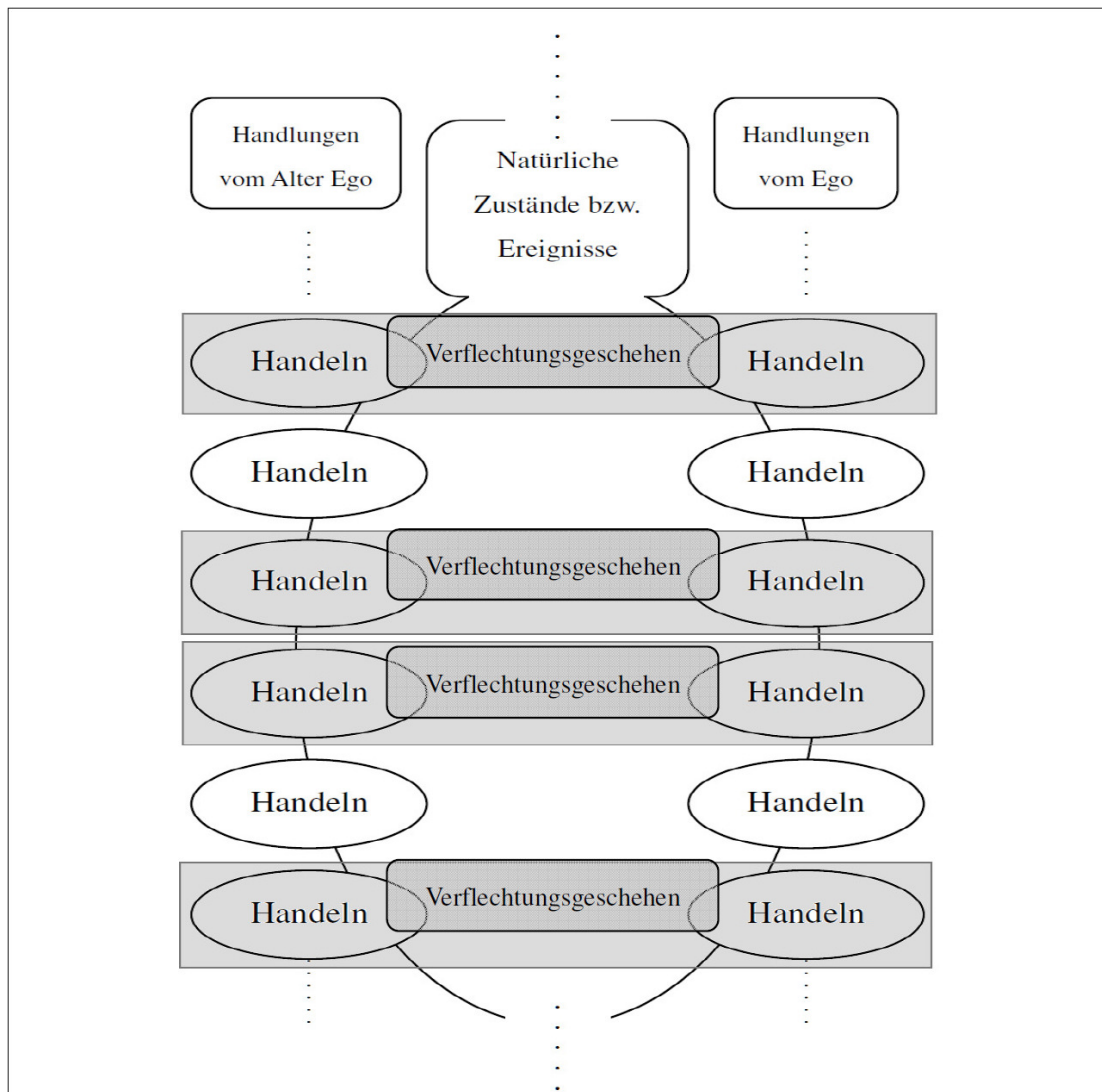 Handlungen
vom Alter Ego
Natürliche
Zustände bzw.
Ereignisse
Handlungen
vom Ego
Handeln
Verflechtungsgeschehen
Handeln
Handeln
Handeln
Handeln
Verflechtungsgeschehen
Handeln
Handeln
Verflechtungsgeschehen
Handeln
Handeln
Handeln
Handeln
Verflechtungsgeschehen
Handeln